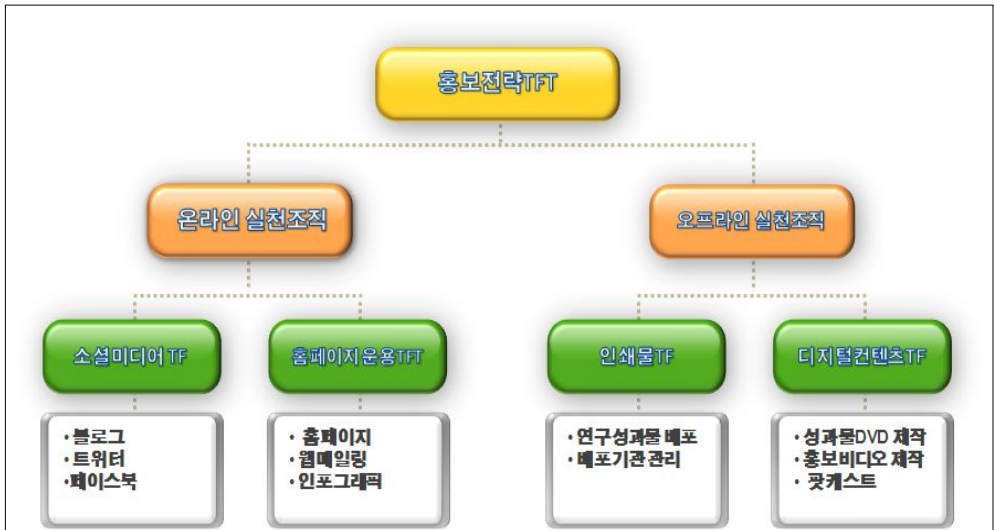 홍보전략TFT
온라인 실천조직
오프라인 실천조직
소셜미디어 TF
홈페이지 운용TFT
인쇄물TF
디지털컨텐츠TF
• 블로그
• 트위터
•페이스북
• 홈페이지
• 웹메일링
• 인포그래픽
• 연구성과물 배포
• 배포기관 관리
• 성과물DVD 제작
• 홍보비디오 제작
• 팟캐스트